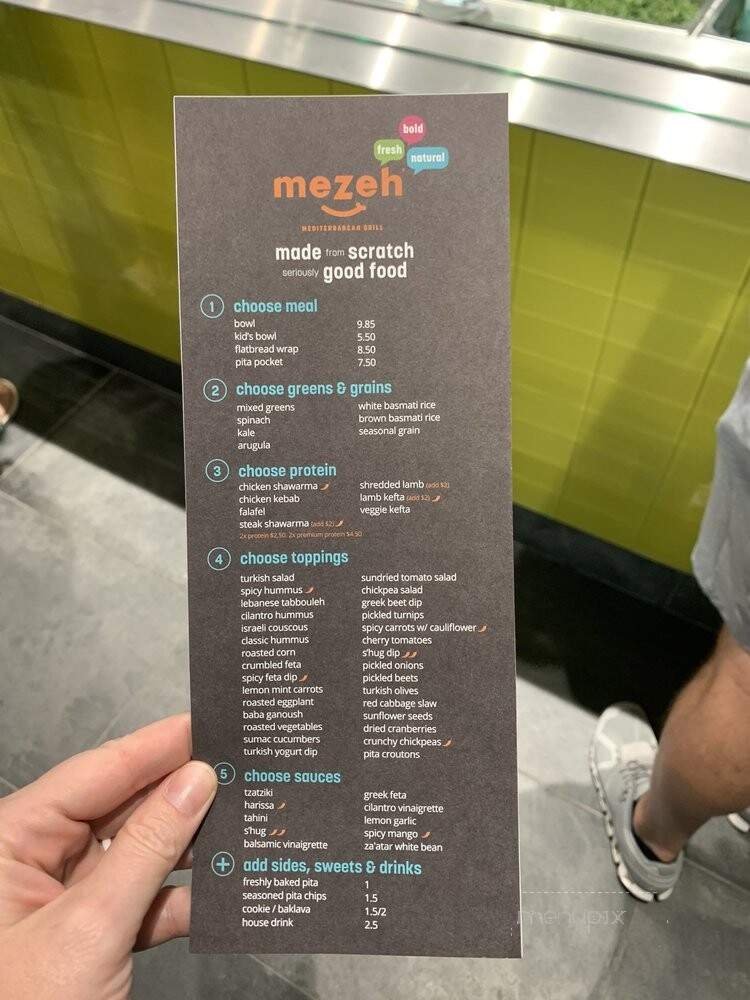 bold
fresh
natural
mezeh
MEDITERRANEAN GRILL
made from scratch
seriously good food
1 choose meal
bowl 9.85
kid's bowl 5.50
flatbread wrap 8.50
pita pocket 7.50
2 choose greens & grains
mixed greens
spinach
kale
arugula
white basmati rice
brown basmati rice
seasonal grain
3 choose protein
chicken shawarma
chicken kebab
falafel
steak shawarma (add $2)
shredded lamb (add $2)
lamb kefta (add $2)
veggie kefta
2x protein $2.50. 2x premium protein $4.50
4 choose toppings
turkish salad
spicy hummus
lebanese tabbouleh
cilantro hummus
israeli couscous
classic hummus
roasted corn
crumbled feta
spicy feta dip
lemon mint carrots
roasted eggplant
baba ganoush
roasted vegetables
sumac cucumbers
turkish yogurt dip
sundried tomato salad
chickpea salad
greek beet dip
pickled turnips
spicy carrots w/ cauliflower
cherry tomatoes
s'hug dip
pickled onions
pickled beets
turkish olives
red cabbage slaw
sunflower seeds
dried cranberries
crunchy chickpeas
pita croutons
5 choose sauces
tzatziki
harissa
tahini
s'hug
balsamic vinaigrette
greek feta
cilantro vinaigrette
lemon garlic
spicy mango
za'atar white bean
+ add sides, sweets & drinks
freshly baked pita 1
seasoned pita chips 1.5
cookie / baklava 1.5/2
house drink 2.5
menupix